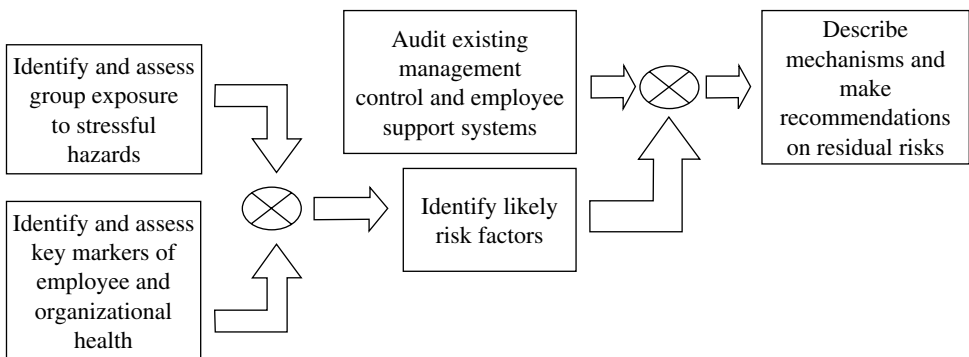 Identify and assess
group exposure
to stressful
hazards
Identify and assess
key markers of
employee and
organizational
health
Audit existing
management
control and employee
support systems
Identify likely
risk factors
Describe
mechanisms and
make
recommendations
on residual risks